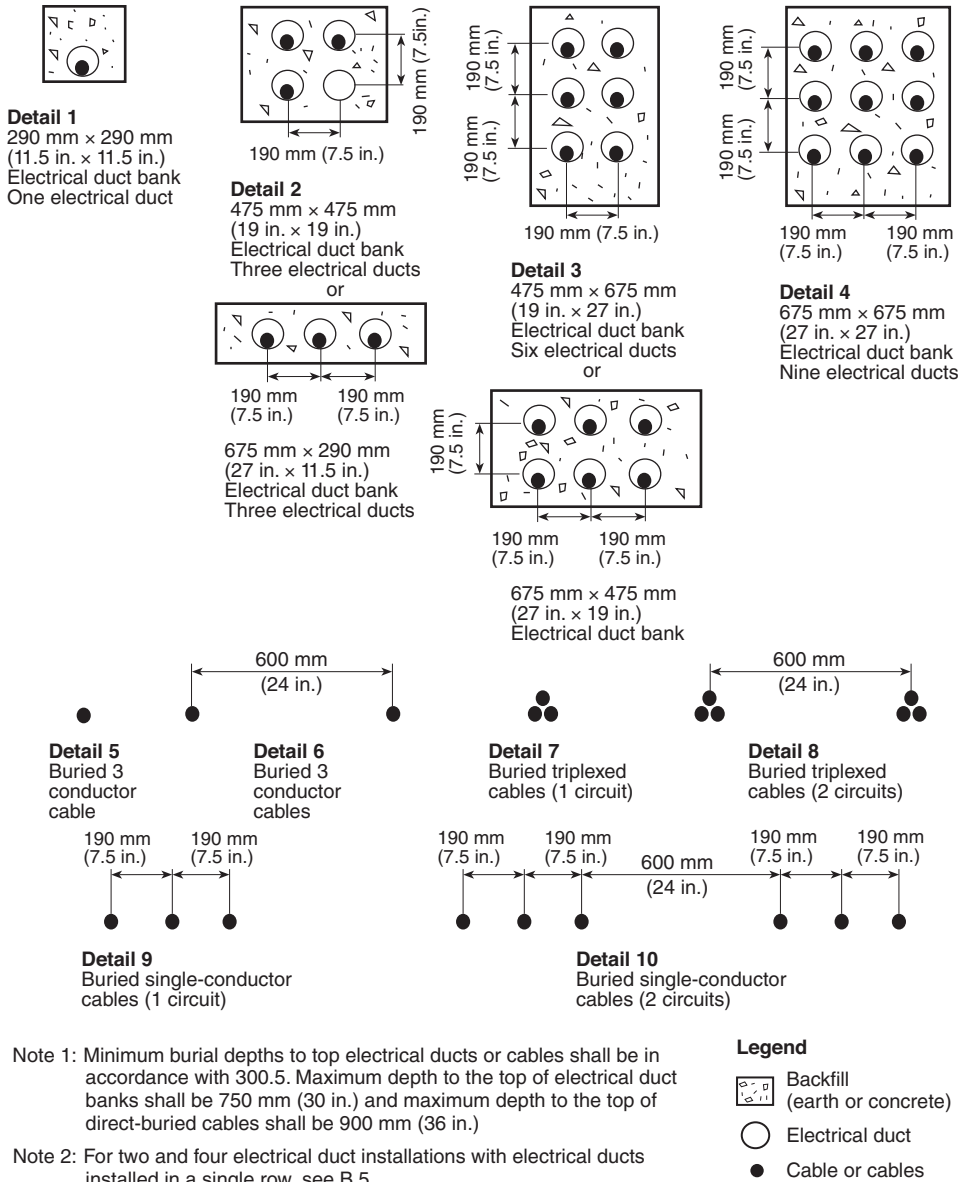 Detail 1
290 mm × 290 mm
(11.5 in. × 11.5 in.)
Electrical duct bank
One electrical duct
190 mm (7.5in.)
190 mm (7.5 in.)
Detail 2
475 mm × 475 mm
(19 in. × 19 in.)
Electrical duct bank
Three electrical ducts
or
190 mm
(7.5 in.)
190 mm
(7.5 in.)
675 mm × 290 mm
(27 in. × 11.5 in.)
Electrical duct bank
Three electrical ducts
190 mm
(7.5 in.)
190 mm
(7.5 in.)
190 mm (7.5 in.)
Detail 3
475 mm × 675 mm
(19 in. × 27 in.)
Electrical duct bank
Six electrical ducts
or
190 mm
(7.5 in.)
190 mm
(7.5 in.)
190 mm
(7.5 in.)
675 mm × 475 mm
(27 in. × 19 in.)
Electrical duct bank
190 mm
(7.5 in.)
190 mm
(7.5 in.)
190 mm
(7.5 in.)
190 mm
(7.5 in.)
Detail 4
675 mm × 675 mm
(27 in. × 27 in.)
Electrical duct bank
Nine electrical ducts
600 mm
(24 in.)
600 mm
(24 in.)
Detail 5
Buried 3
conductor
cable
Detail 6
Buried 3
conductor
cables
Detail 7
Buried triplexed
cables (1 circuit)
Detail 8
Buried triplexed
cables (2 circuits)
190 mm
(7.5 in.)
190 mm
(7.5 in.)
Detail 9
Buried single-conductor
cables (1 circuit)
190 mm
(7.5 in.)
190 mm
(7.5 in.)
600 mm
(24 in.)
190 mm
(7.5 in.)
190 mm
(7.5 in.)
Detail 10
Buried single-conductor
cables (2 circuits)
Note 1: Minimum burial depths to top electrical ducts or cables shall be in
accordance with 300.5. Maximum depth to the top of electrical duct
banks shall be 750 mm (30 in.) and maximum depth to the top of
direct-buried cables shall be 900 mm (36 in.)
Note 2: For two and four electrical duct installations with electrical ducts
installed in a single row, see B.5
Legend
Backfill
(earth or concrete)
Electrical duct
Cable or cables